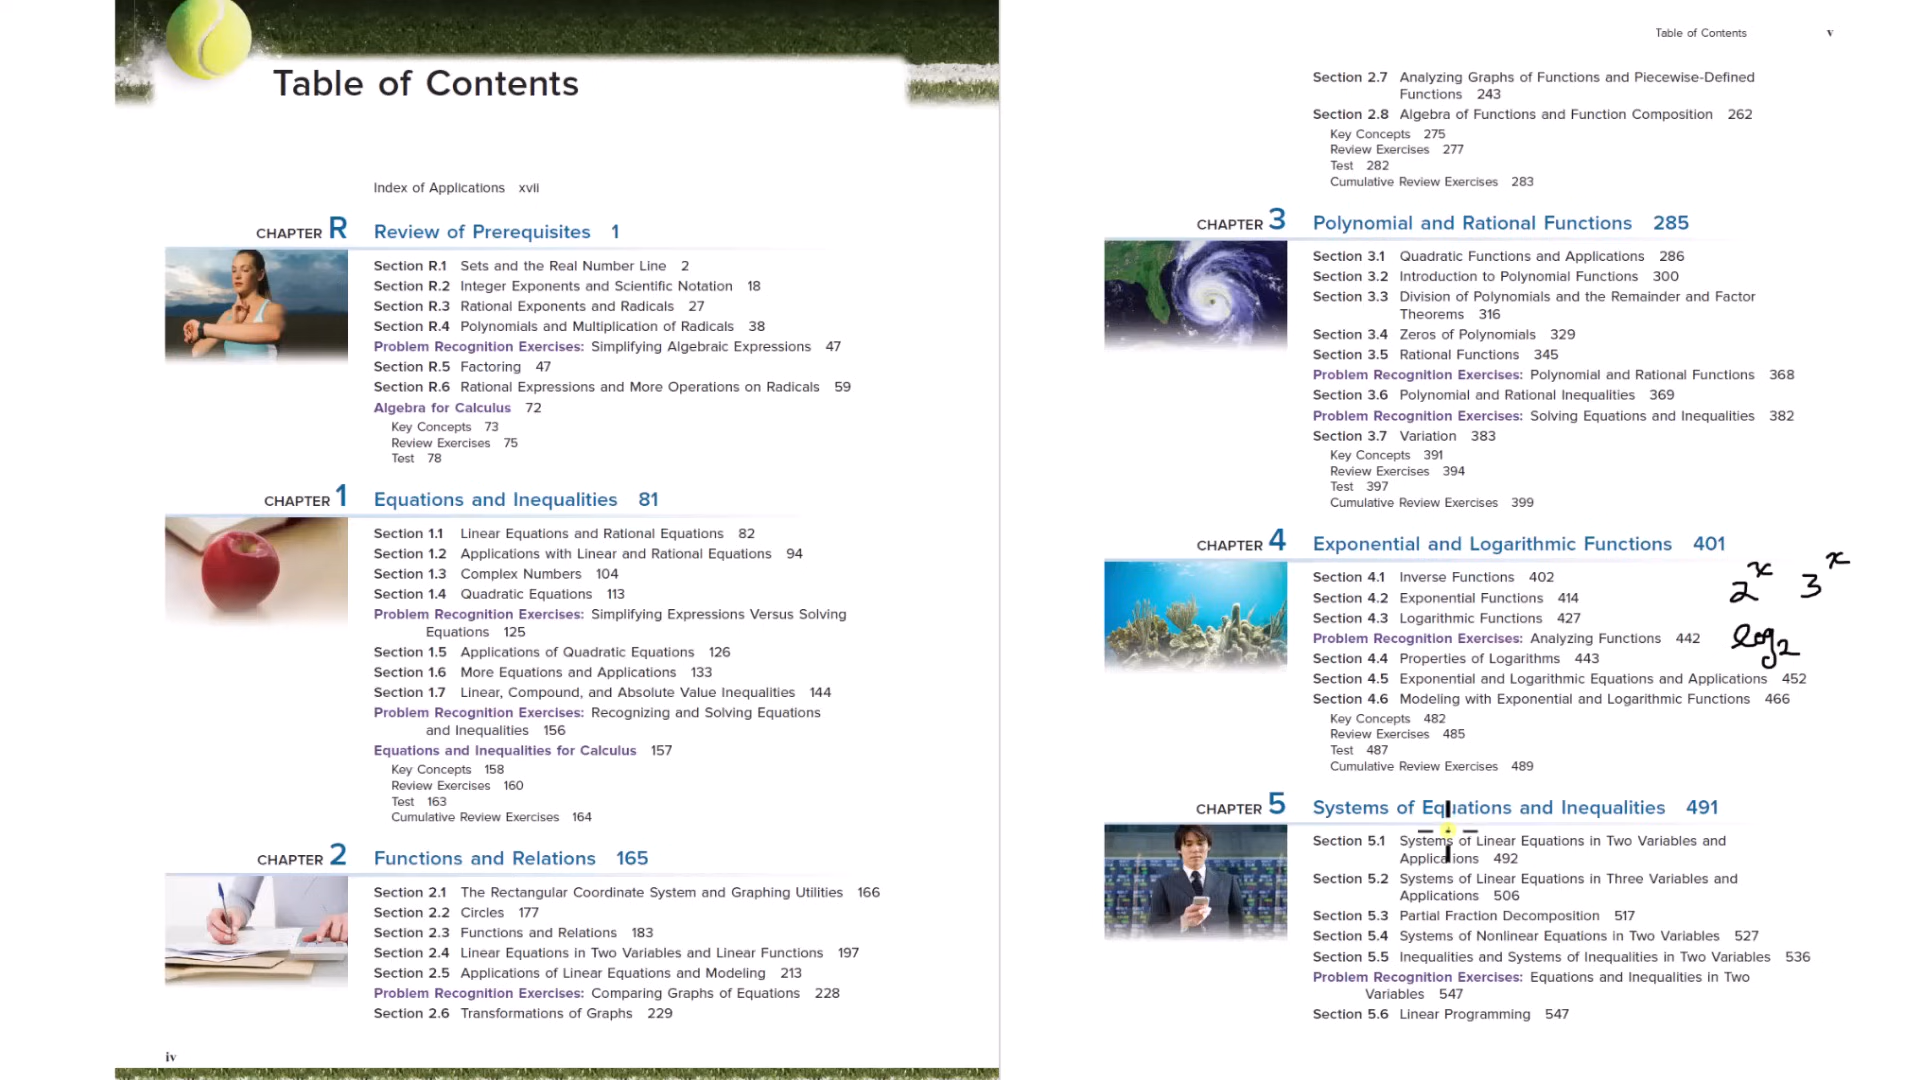 Table of Contents
Index of Applications xvii
CHAPTER R Review of Prerequisites 1
Section R.1 Sets and the Real Number Line 2
Section R.2 Integer Exponents and Scientific Notation 18
Section R.3 Rational Exponents and Radicals 27
Section R.4 Polynomials and Multiplication of Radicals 38
Problem Recognition Exercises: Simplifying Algebraic Expressions 47
Section R.5 Factoring 47
Section R.6 Rational Expressions and More Operations on Radicals 59
Algebra for Calculus 72
Key Concepts 73
Review Exercises 75
Test 78
CHAPTER 1 Equations and Inequalities 81
Section 1.1 Linear Equations and Rational Equations 82
Section 1.2 Applications with Linear and Rational Equations 94
Section 1.3 Complex Numbers 104
Section 1.4 Quadratic Equations 113
Problem Recognition Exercises: Simplifying Expressions Versus Solving
Equations 125
Section 1.5 Applications of Quadratic Equations 126
Section 1.6 More Equations and Applications 133
Section 1.7 Linear, Compound, and Absolute Value Inequalities 144
Problem Recognition Exercises: Recognizing and Solving Equations
and Inequalities 156
Equations and Inequalities for Calculus 157
Key Concepts 158
Review Exercises 160
Test 163
Cumulative Review Exercises 164
CHAPTER 2 Functions and Relations 165
Section 2.1 The Rectangular Coordinate System and Graphing Utilities 166
Section 2.2 Circles 177
Section 2.3 Functions and Relations 183
Section 2.4 Linear Equations in Two Variables and Linear Functions 197
Section 2.5 Applications of Linear Equations and Modeling 213
Problem Recognition Exercises: Comparing Graphs of Equations 228
Section 2.6 Transformations of Graphs 229
iv
Table of Contents v
Section 2.7 Analyzing Graphs of Functions and Piecewise-Defined
Functions 243
Section 2.8 Algebra of Functions and Function Composition 262
Key Concepts 275
Review Exercises 277
Test 282
Cumulative Review Exercises 283
CHAPTER 3 Polynomial and Rational Functions 285
Section 3.1 Quadratic Functions and Applications 286
Section 3.2 Introduction to Polynomial Functions 300
Section 3.3 Division of Polynomials and the Remainder and Factor
Theorems 316
Section 3.4 Zeros of Polynomials 329
Section 3.5 Rational Functions 345
Problem Recognition Exercises: Polynomial and Rational Functions 368
Section 3.6 Polynomial and Rational Inequalities 369
Problem Recognition Exercises: Solving Equations and Inequalities 382
Section 3.7 Variation 383
Key Concepts 391
Review Exercises 394
Test 397
Cumulative Review Exercises 399
CHAPTER 4 Exponential and Logarithmic Functions 401
Section 4.1 Inverse Functions 402
Section 4.2 Exponential Functions 414
2^x 3^x
Section 4.3 Logarithmic Functions 427
Problem Recognition Exercises: Analyzing Functions 442
log_2
Section 4.4 Properties of Logarithms 443
Section 4.5 Exponential and Logarithmic Equations and Applications 452
Section 4.6 Modeling with Exponential and Logarithmic Functions 466
Key Concepts 482
Review Exercises 485
Test 487
Cumulative Review Exercises 489
CHAPTER 5 Systems of Equations and Inequalities 491
Section 5.1 Systems of Linear Equations in Two Variables and
Applications 492
Section 5.2 Systems of Linear Equations in Three Variables and
Applications 506
Section 5.3 Partial Fraction Decomposition 517
Section 5.4 Systems of Nonlinear Equations in Two Variables 527
Section 5.5 Inequalities and Systems of Inequalities in Two Variables 536
Problem Recognition Exercises: Equations and Inequalities in Two
Variables 547
Section 5.6 Linear Programming 547